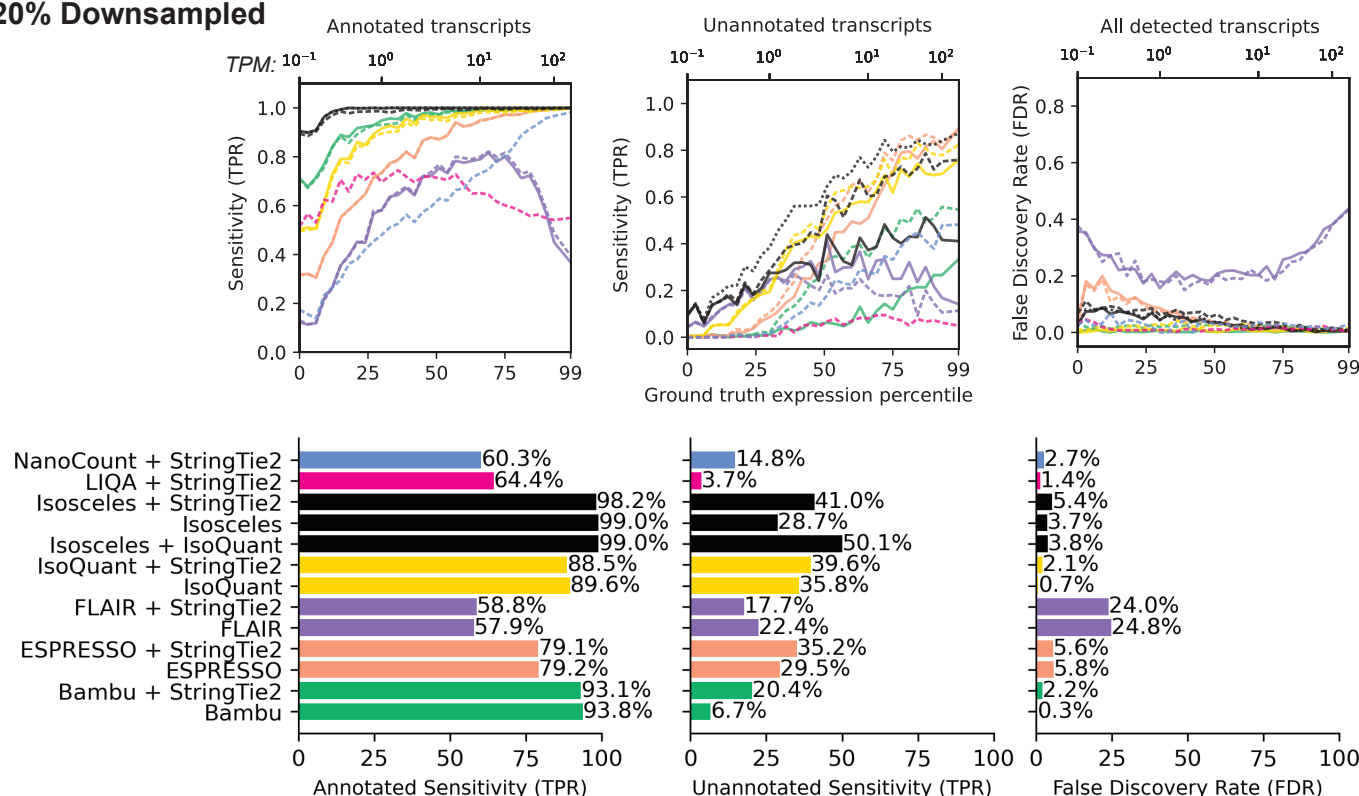 20% Downsampled
Annotated transcripts
Unannotated transcripts
All detected transcripts
TPM: 10⁻¹ 10⁰ 10¹ 10²
10⁻¹ 10⁰ 10¹ 10²
10⁻¹ 10⁰ 10¹ 10²
Sensitivity (TPR)
1.0
0.8
0.6
0.4
0.2
0.0
0 25 50 75 99
Sensitivity (TPR)
1.0
0.8
0.6
0.4
0.2
0.0
0 25 50 75 99
Ground truth expression percentile
False Discovery Rate (FDR)
0.8
0.6
0.4
0.2
0.0
0 25 50 75 99
NanoCount + StringTie2 60.3% 14.8% 2.7%
LIQA + StringTie2 64.4% 3.7% 1.4%
Isosceles + StringTie2 98.2% 41.0% 5.4%
Isosceles 99.0% 28.7% 3.7%
Isosceles + IsoQuant 99.0% 50.1% 3.8%
IsoQuant + StringTie2 88.5% 39.6% 2.1%
IsoQuant 89.6% 35.8% 0.7%
FLAIR + StringTie2 58.8% 17.7% 24.0%
FLAIR 57.9% 22.4% 24.8%
ESPRESSO + StringTie2 79.1% 35.2% 5.6%
ESPRESSO 79.2% 29.5% 5.8%
Bambu + StringTie2 93.1% 20.4% 2.2%
Bambu 93.8% 6.7% 0.3%
0 25 50 75 100
0 25 50 75 100
0 25 50 75 100
Annotated Sensitivity (TPR)
Unannotated Sensitivity (TPR)
False Discovery Rate (FDR)